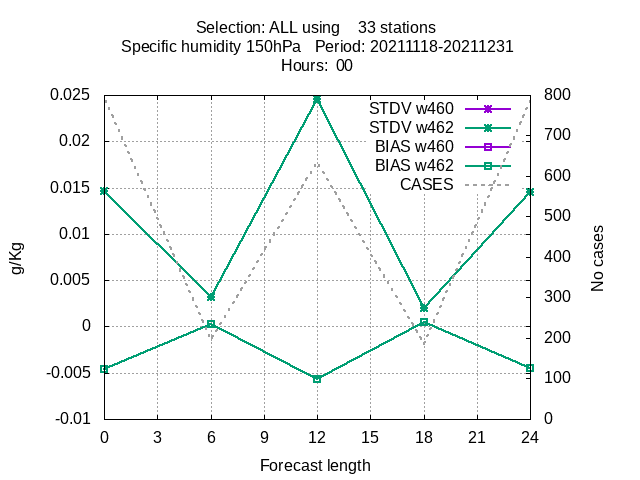 Selection: ALL using    33 stations
Specific humidity 150hPa   Period: 20211118-20211231
Hours:  00
0.025
0.02
0.015
0.01
0.005
0
-0.005
-0.01
g/Kg
STDV w460
STDV w462
BIAS w460
BIAS w462
CASES
800
700
600
500
400
300
200
100
0
No cases
0 3 6 9 12 15 18 21 24
Forecast length